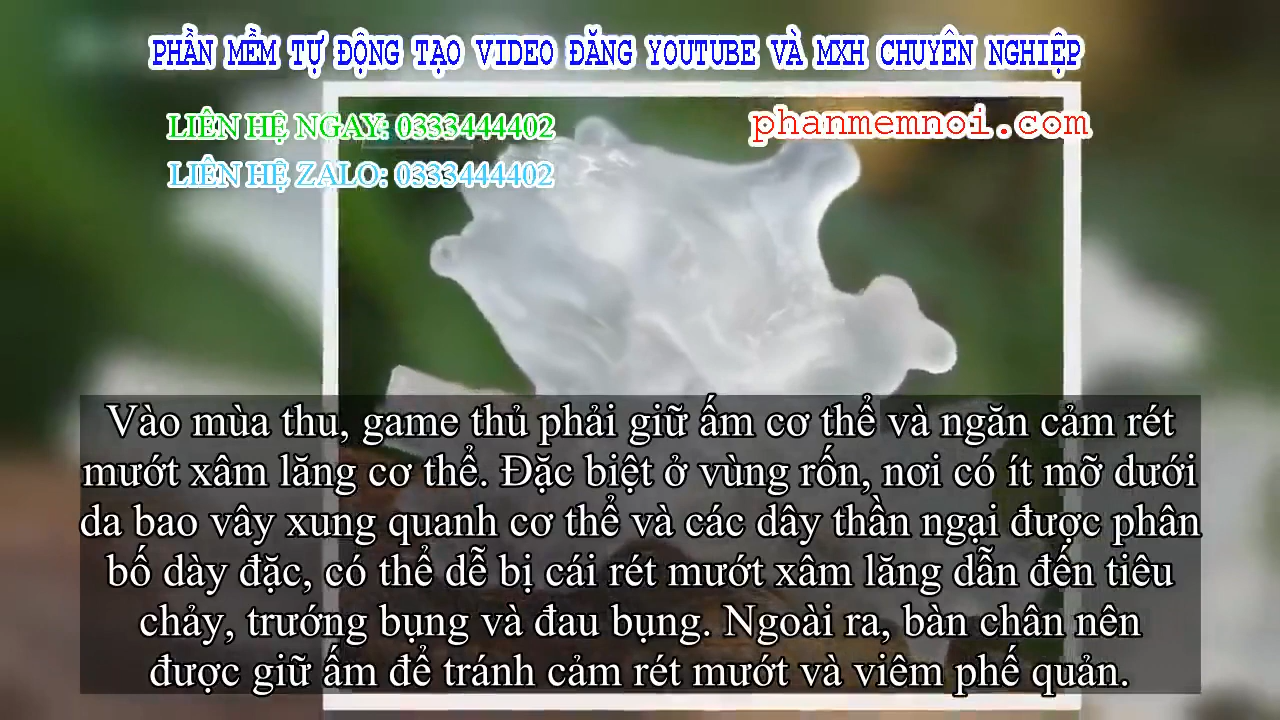 PHẦN MỀM TỰ ĐỘNG TẠO VIDEO ĐĂNG YOUTUBE VÀ MXH CHUYÊN NGHIỆP
LIÊN HỆ NGAY: 0333444402
phanmemnoi.com
LIÊN HỆ ZALO: 0333444402
Vào mùa thu, game thủ phải giữ ấm cơ thể và ngăn cảm rét
mướt xâm lăng cơ thể. Đặc biệt ở vùng rốn, nơi có ít mỡ dưới
da bao vây xung quanh cơ thể và các dây thần ngại được phân
bố dày đặc, có thể dễ bị cái rét mướt xâm lăng dẫn đến tiêu
chảy, trướng bụng và đau bụng. Ngoài ra, bàn chân nên
được giữ ấm để tránh cảm rét mướt và viêm phế quản.